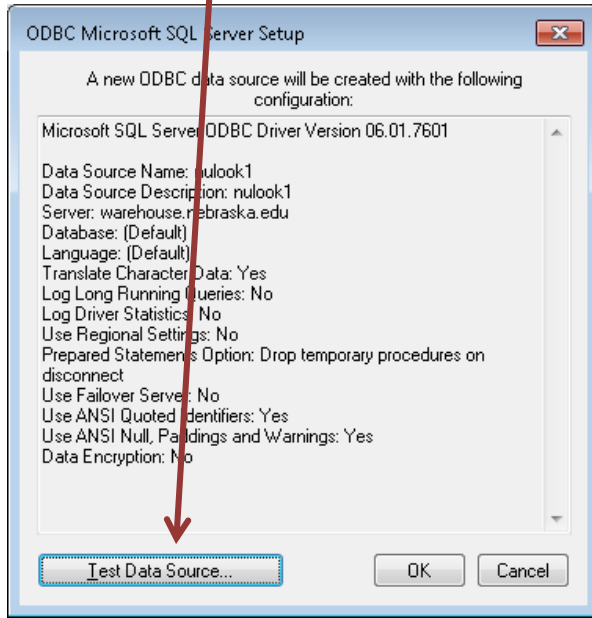 ODBC Microsoft SQL Server Setup
A new ODBC data source will be created with the following
configuration:
Microsoft SQL Server ODBC Driver Version 06.01.7601
Data Source Name: nulook1
Data Source Description: nulook1
Server: warehouse.nebraska.edu
Database: (Default)
Language: (Default)
Translate Character Data: Yes
Log Long Running Queries: No
Log Driver Statistics: No
Use Regional Settings: No
Prepared Statements Option: Drop temporary procedures on
disconnect
Use Failover Server: No
Use ANSI Quoted Identifiers: Yes
Use ANSI Null, Paddings and Warnings: Yes
Data Encryption: No
Test Data Source...
OK
Cancel